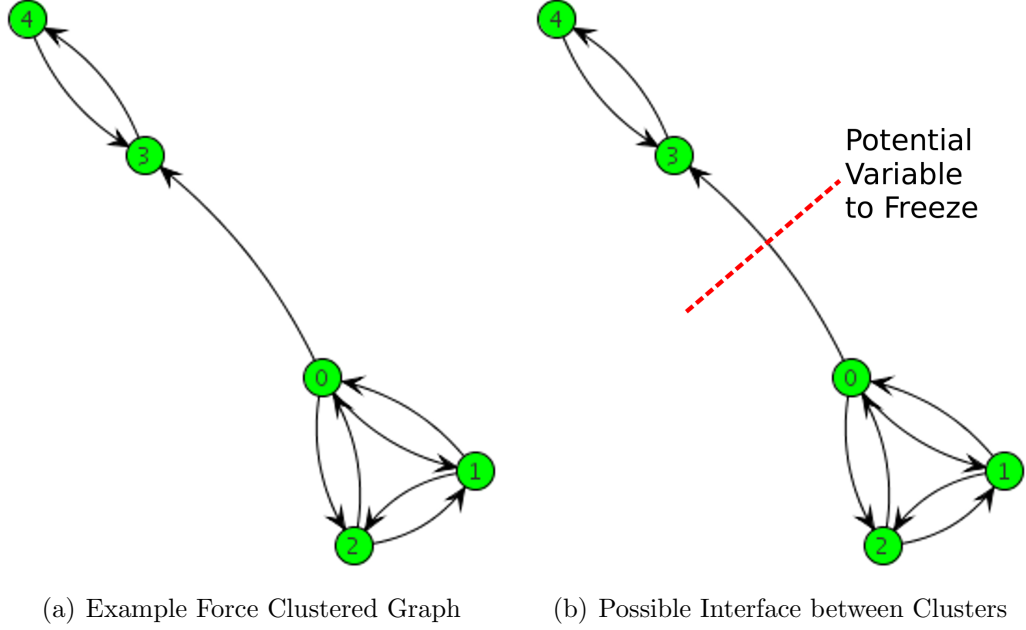 4
3
0
1
2
4
3
Potential
Variable
to Freeze
0
1
2
(a) Example Force Clustered Graph
(b) Possible Interface between Clusters